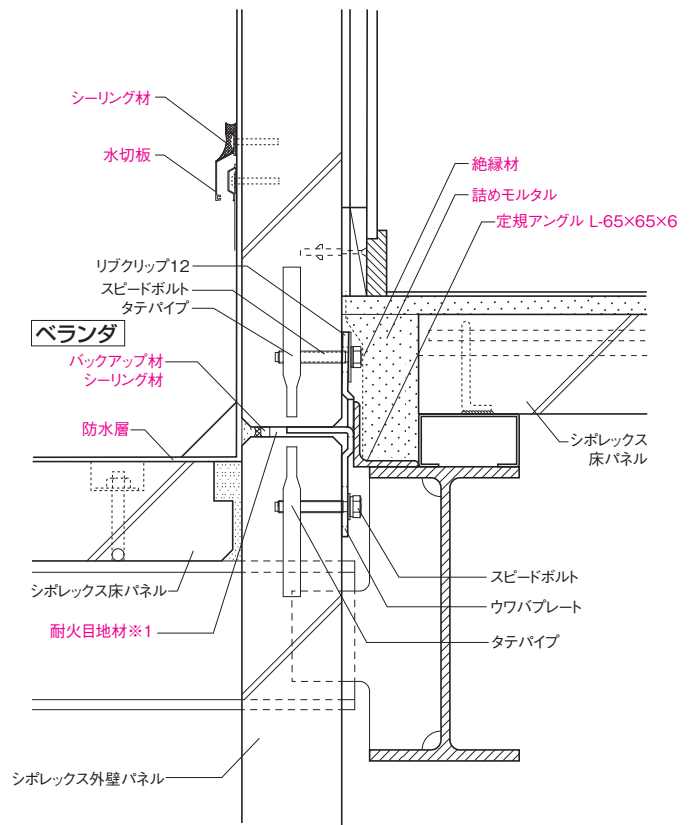 シーリング材
水切板
絶縁材
詰めモルタル
定規アングル L-65×65×6
リブクリップ12
スピードボルト
タテパイプ
ベランダ
バックアップ材
シーリング材
防水層
シポレックス
床パネル
シポレックス床パネル
スピードボルト
ウワバプレート
耐火目地材※1
タテパイプ
シポレックス外壁パネル